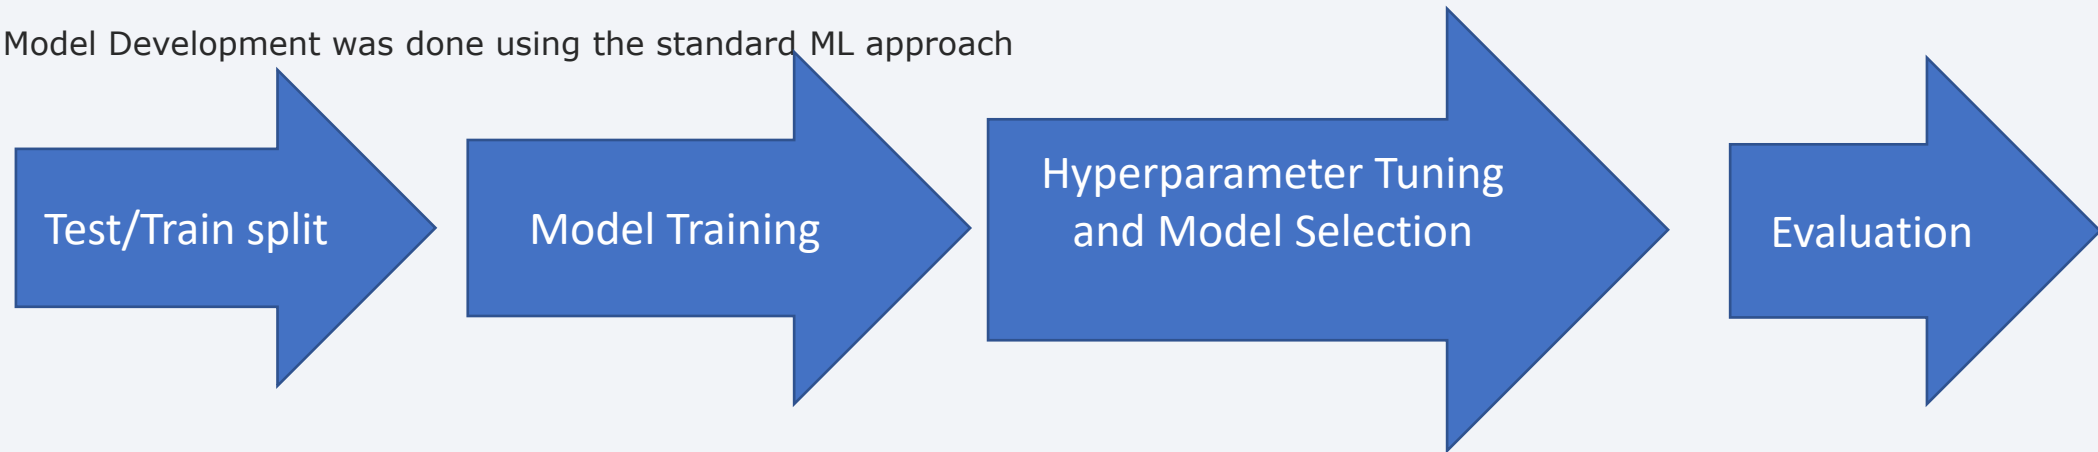 Model Development was done using the standard ML approach
Test/Train split
Model Training
Hyperparameter Tuning
and Model Selection
Evaluation